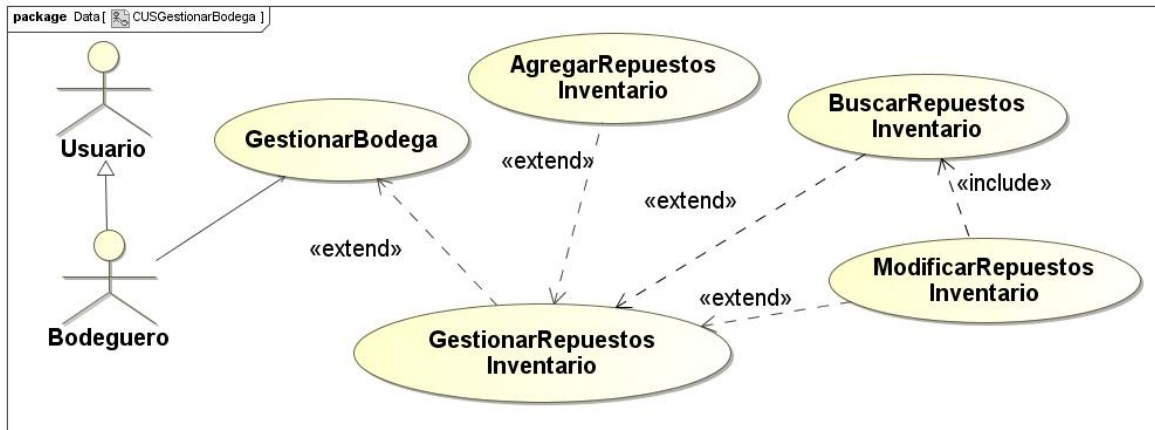 package Data [ CUSGestionarBodega ]
Usuario
Bodeguero
GestionarBodega
«extend»
AgregarRepuestos
Inventario
«extend»
BuscarRepuestos
Inventario
«extend»
«include»
ModificarRepuestos
Inventario
«extend»
GestionarRepuestos
Inventario